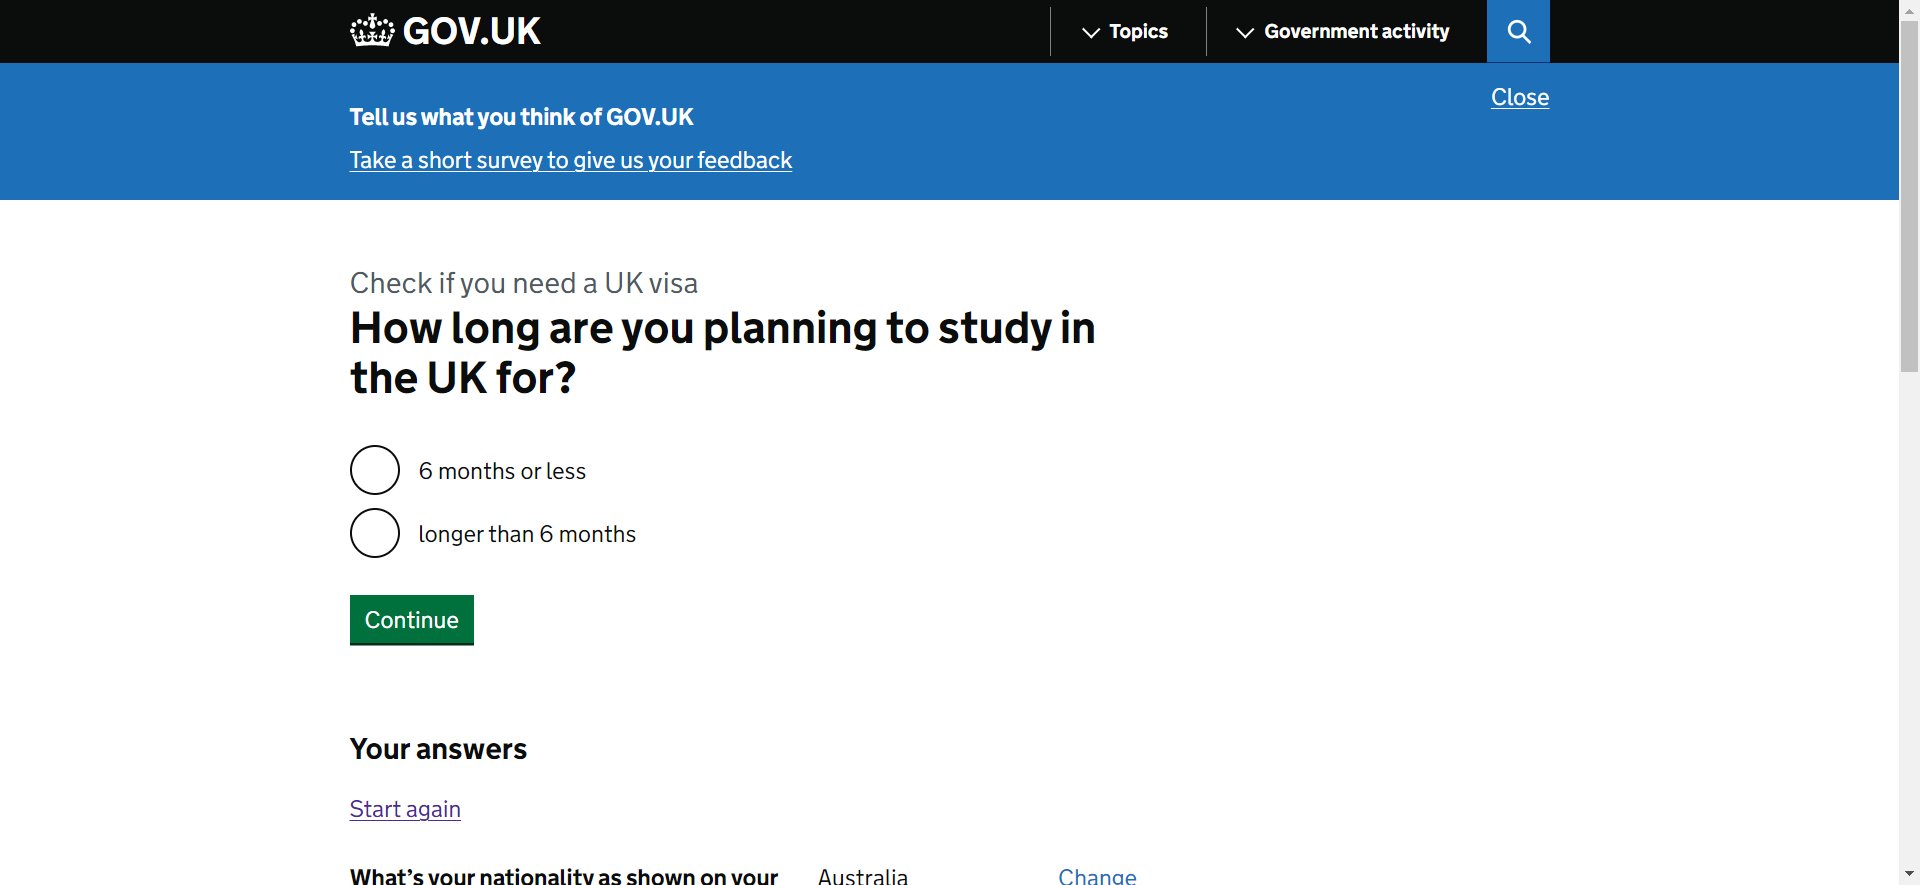 GOV.UK
Topics
Government activity
Close
Tell us what you think of GOV.UK
Take a short survey to give us your feedback
Check if you need a UK visa
How long are you planning to study in
the UK for?
6 months or less
longer than 6 months
Continue
Your answers
Start again
What’s your nationality as shown on your Australia Change